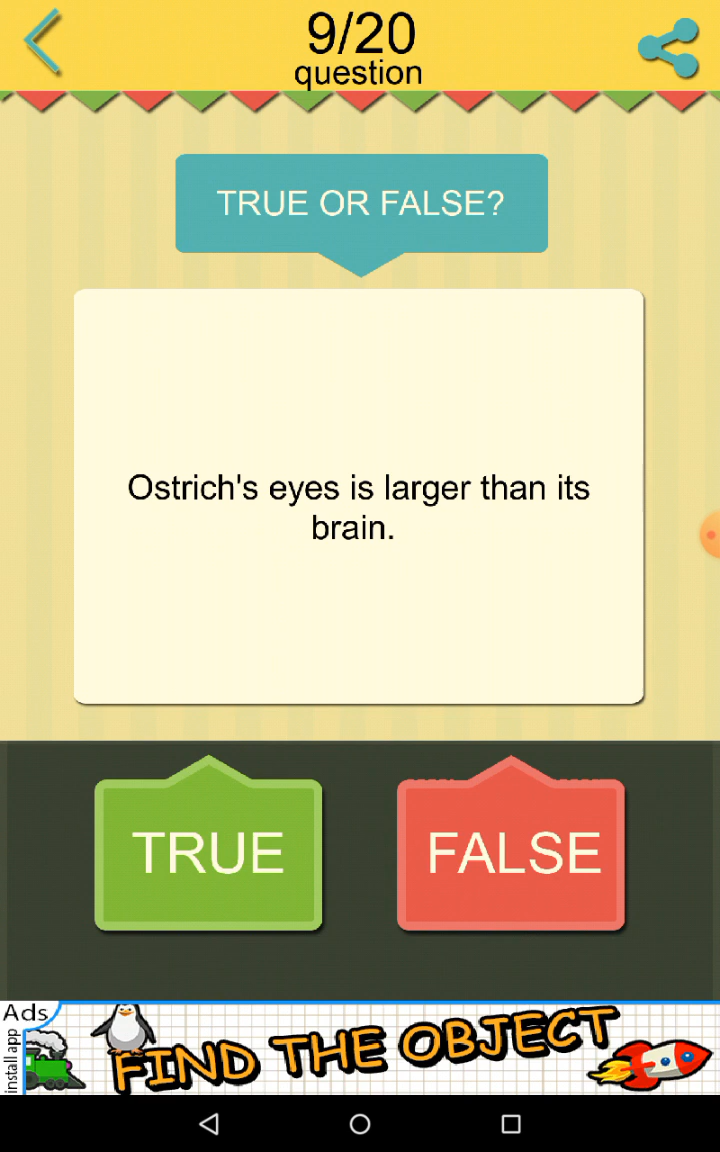 9/20
question
TRUE OR FALSE?
Ostrich's eyes is larger than its
brain.
TRUE
FALSE
Ads
install app
FIND THE OBJECT